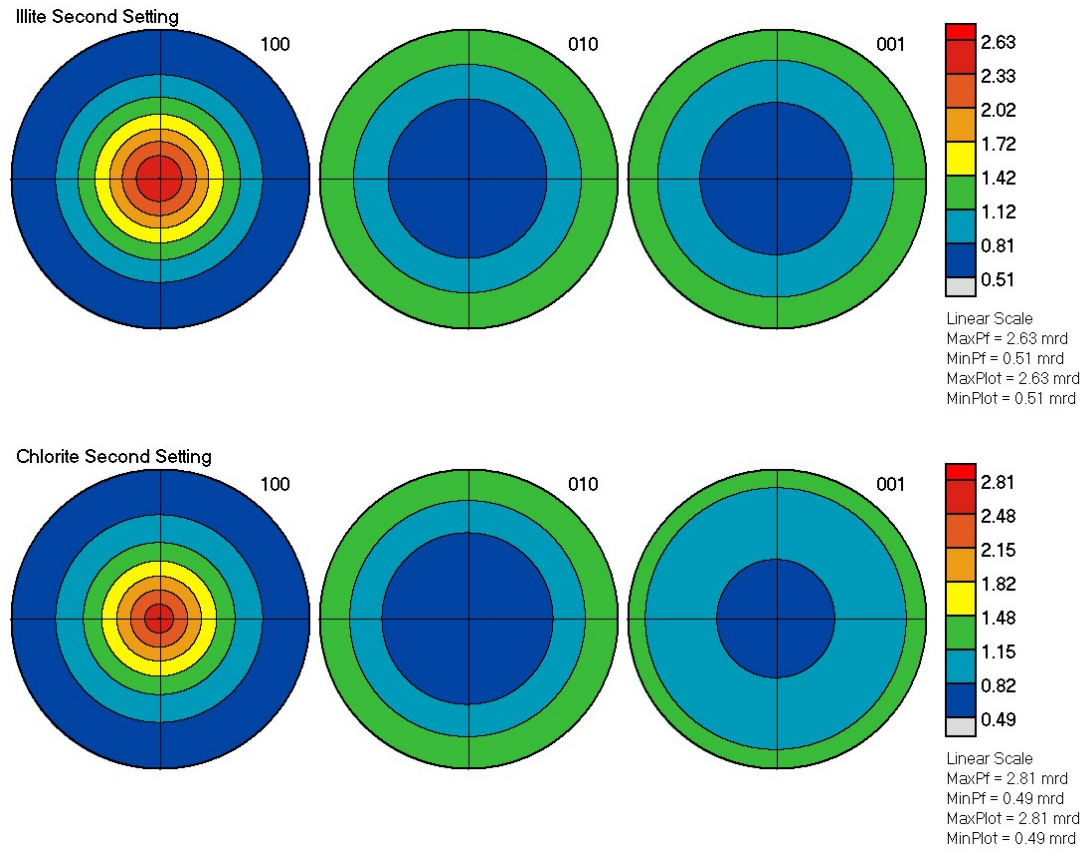 Illite Second Setting
100
010
001
2.63
2.33
2.02
1.72
1.42
1.12
0.81
0.51
Linear Scale
MaxPf = 2.63 mrd
MinPf = 0.51 mrd
MaxPlot = 2.63 mrd
MinPlot = 0.51 mrd
Chlorite Second Setting
100
010
001
2.81
2.48
2.15
1.82
1.48
1.15
0.82
0.49
Linear Scale
MaxPf = 2.81 mrd
MinPf = 0.49 mrd
MaxPlot = 2.81 mrd
MinPlot = 0.49 mrd